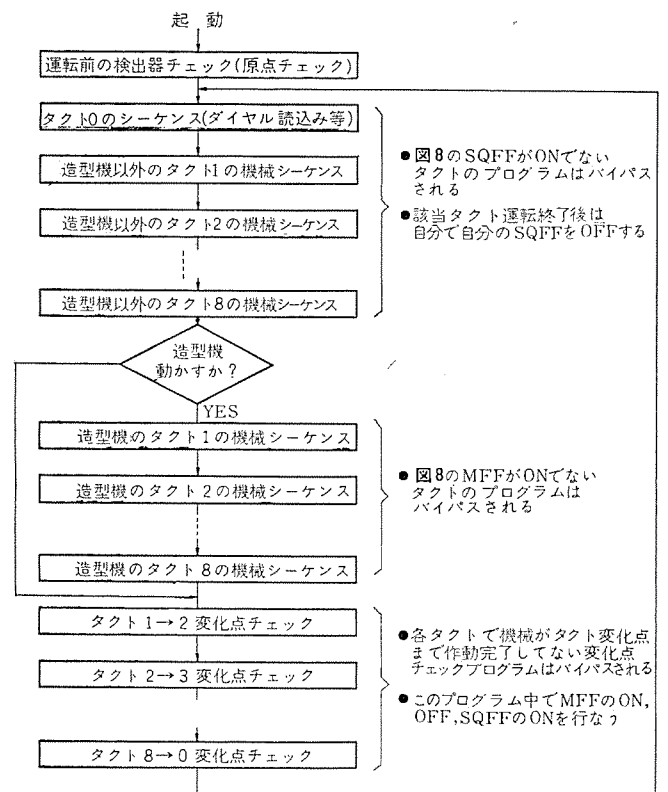 起動
運転前の検出器チェック(原点チェック)
タクト0のシーケンス(ダイヤル読込み等)
造型機以外のタクト1の機械シーケンス
造型機以外のタクト2の機械シーケンス
造型機以外のタクト8の機械シーケンス
●図8のSQFFがONでない
タクトのプログラムはバイパス
される
●該当タクト運転終了後は
自分で自分のSQFFをOFFする
造型機
動かすか?
YES
造型機のタクト1の機械シーケンス
造型機のタクト2の機械シーケンス
造型機のタクト8の機械シーケンス
●図8のMFFがONでない
タクトのプログラムは
バイパスされる
タクト1→2変化点チェック
タクト2→3変化点チェック
タクト8→0変化点チェック
●各タクトで機械がタクト変化点
まで作動完了してない変化点
チェックプログラムはバイパスされる
●このプログラム中でMFFのON,
OFF,SQFFのONを行なう